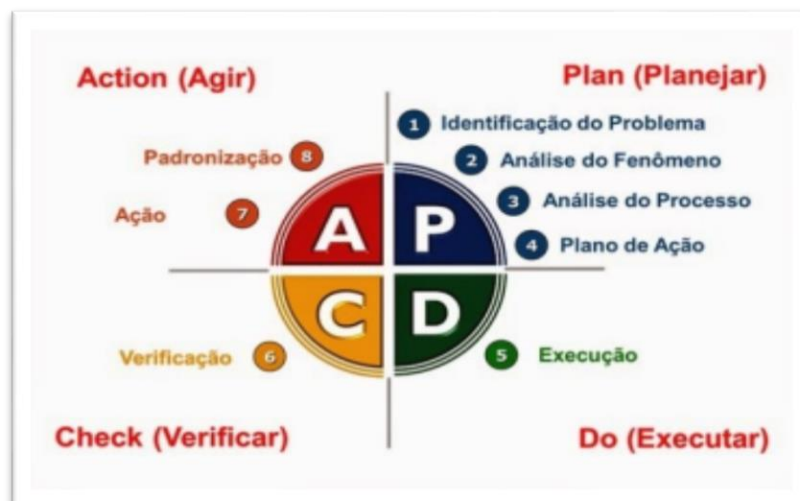 Action (Agir)
Plan (Planejar)
1 Identificação do Problema
2 Análise do Fenômeno
3 Análise do Processo
4 Plano de Ação
Padronização 8
Ação 7
A P
C D
Verificação 6
5 Execução
Check (Verificar)
Do (Executar)